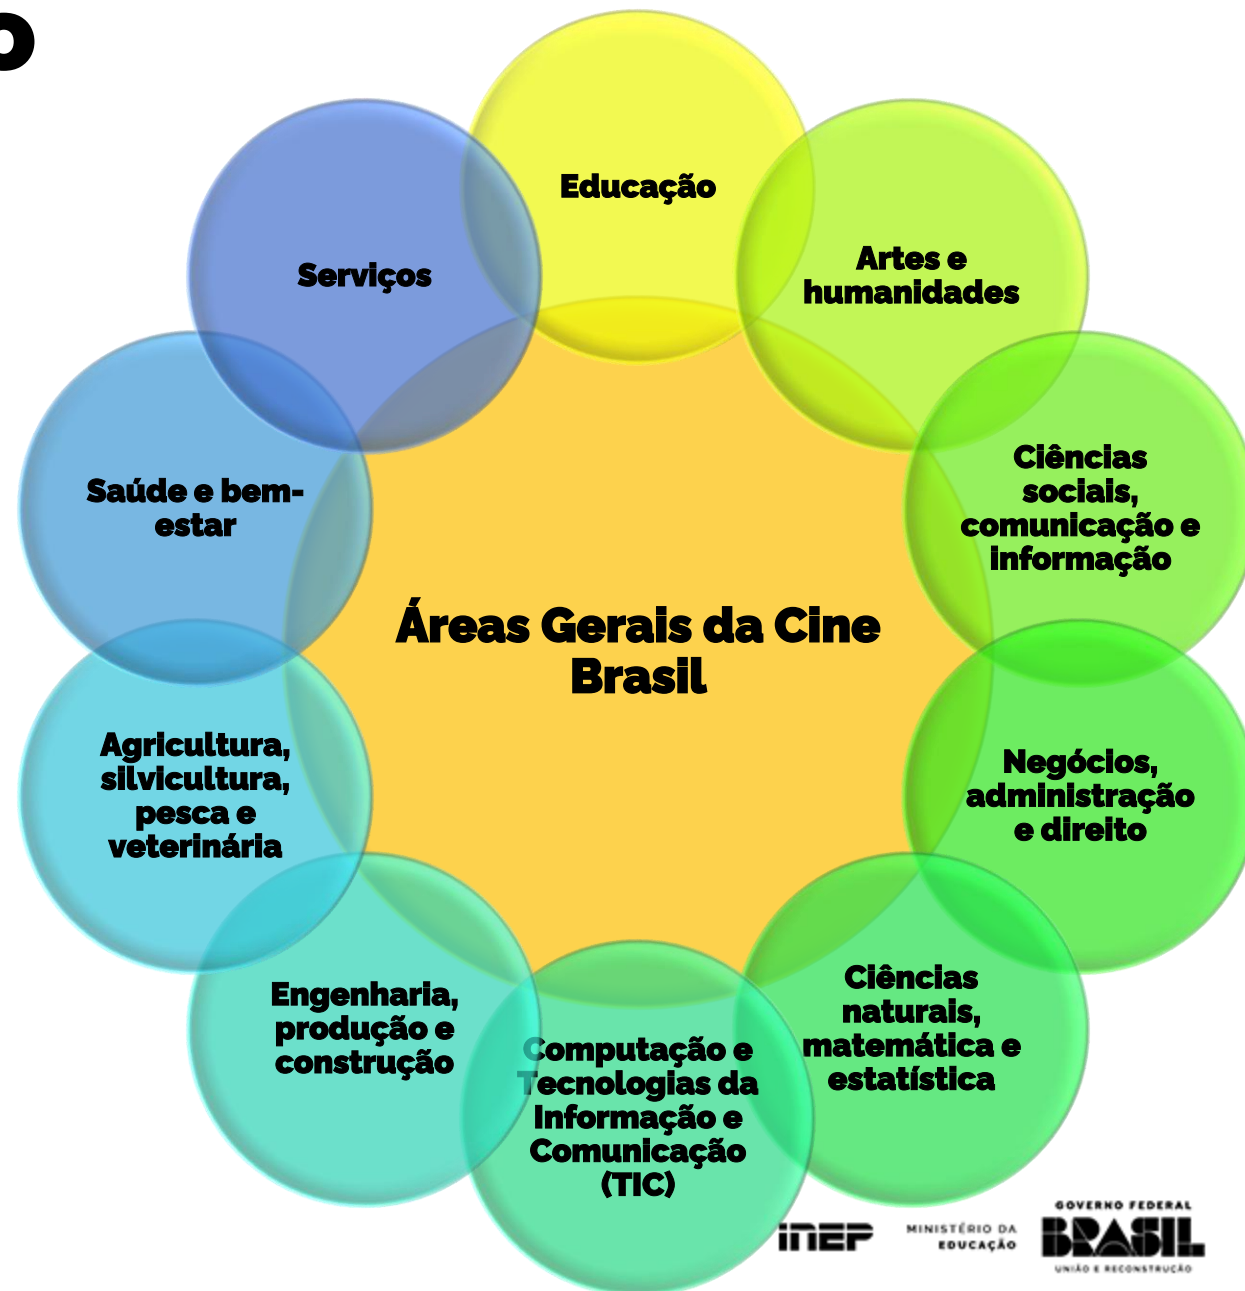 o
Educação
Artes e
humanidades
Serviços
Ciências
sociais,
comunicação e
informação
Saúde e bem-
estar
Áreas Gerais da Cine
Brasil
Agricultura,
silvicultura,
pesca e
veterinária
Negócios,
administração
e direito
Ciências
naturais,
matemática e
estatística
Engenharia,
produção e
construção
Computação e
Tecnologias da
Informação e
Comunicação
(TIC)
inep
MINISTÉRIO DA
EDUCAÇÃO
GOVERNO FEDERAL
BRASIL
UNIÃO E RECONSTRUÇÃO